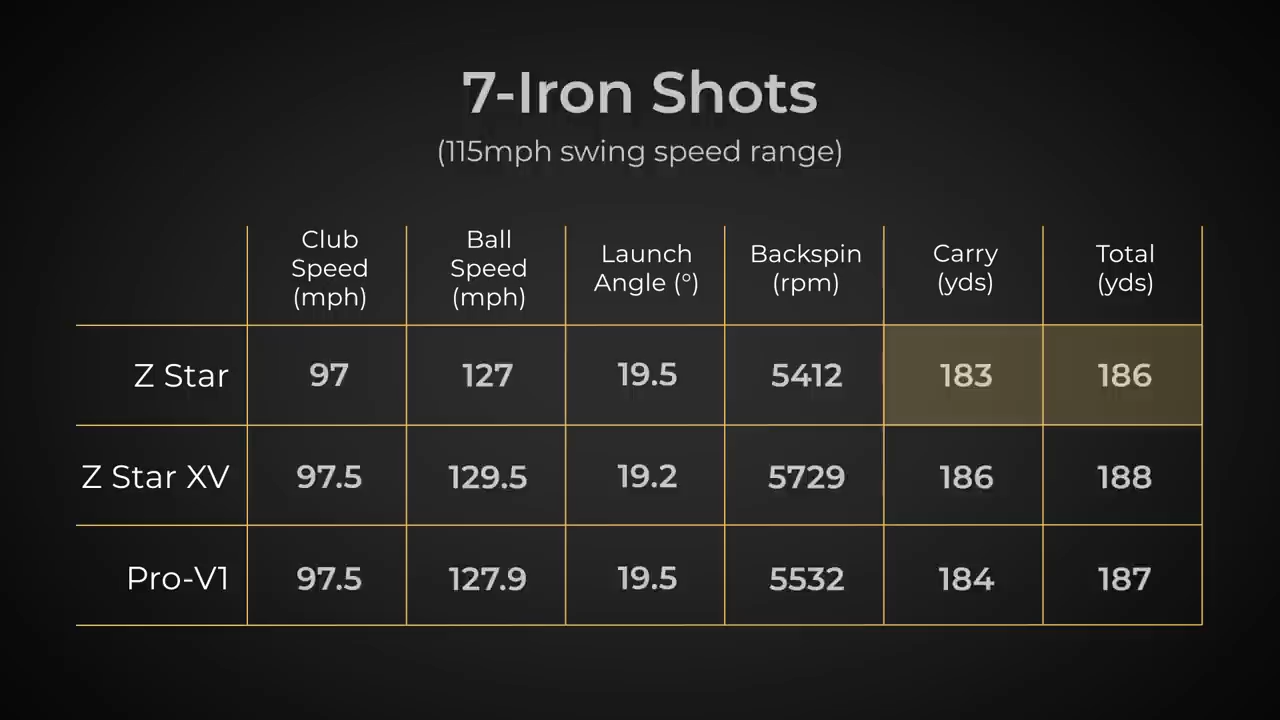 7-Iron Shots
(115mph swing speed range)
Club Speed (mph) Ball Speed (mph) Launch Angle (º) Backspin (rpm) Carry (yds) Total (yds)
Z Star 97 127 19.5 5412 183 186
Z Star XV 97.5 129.5 19.2 5729 186 188
Pro-V1 97.5 127.9 19.5 5532 184 187